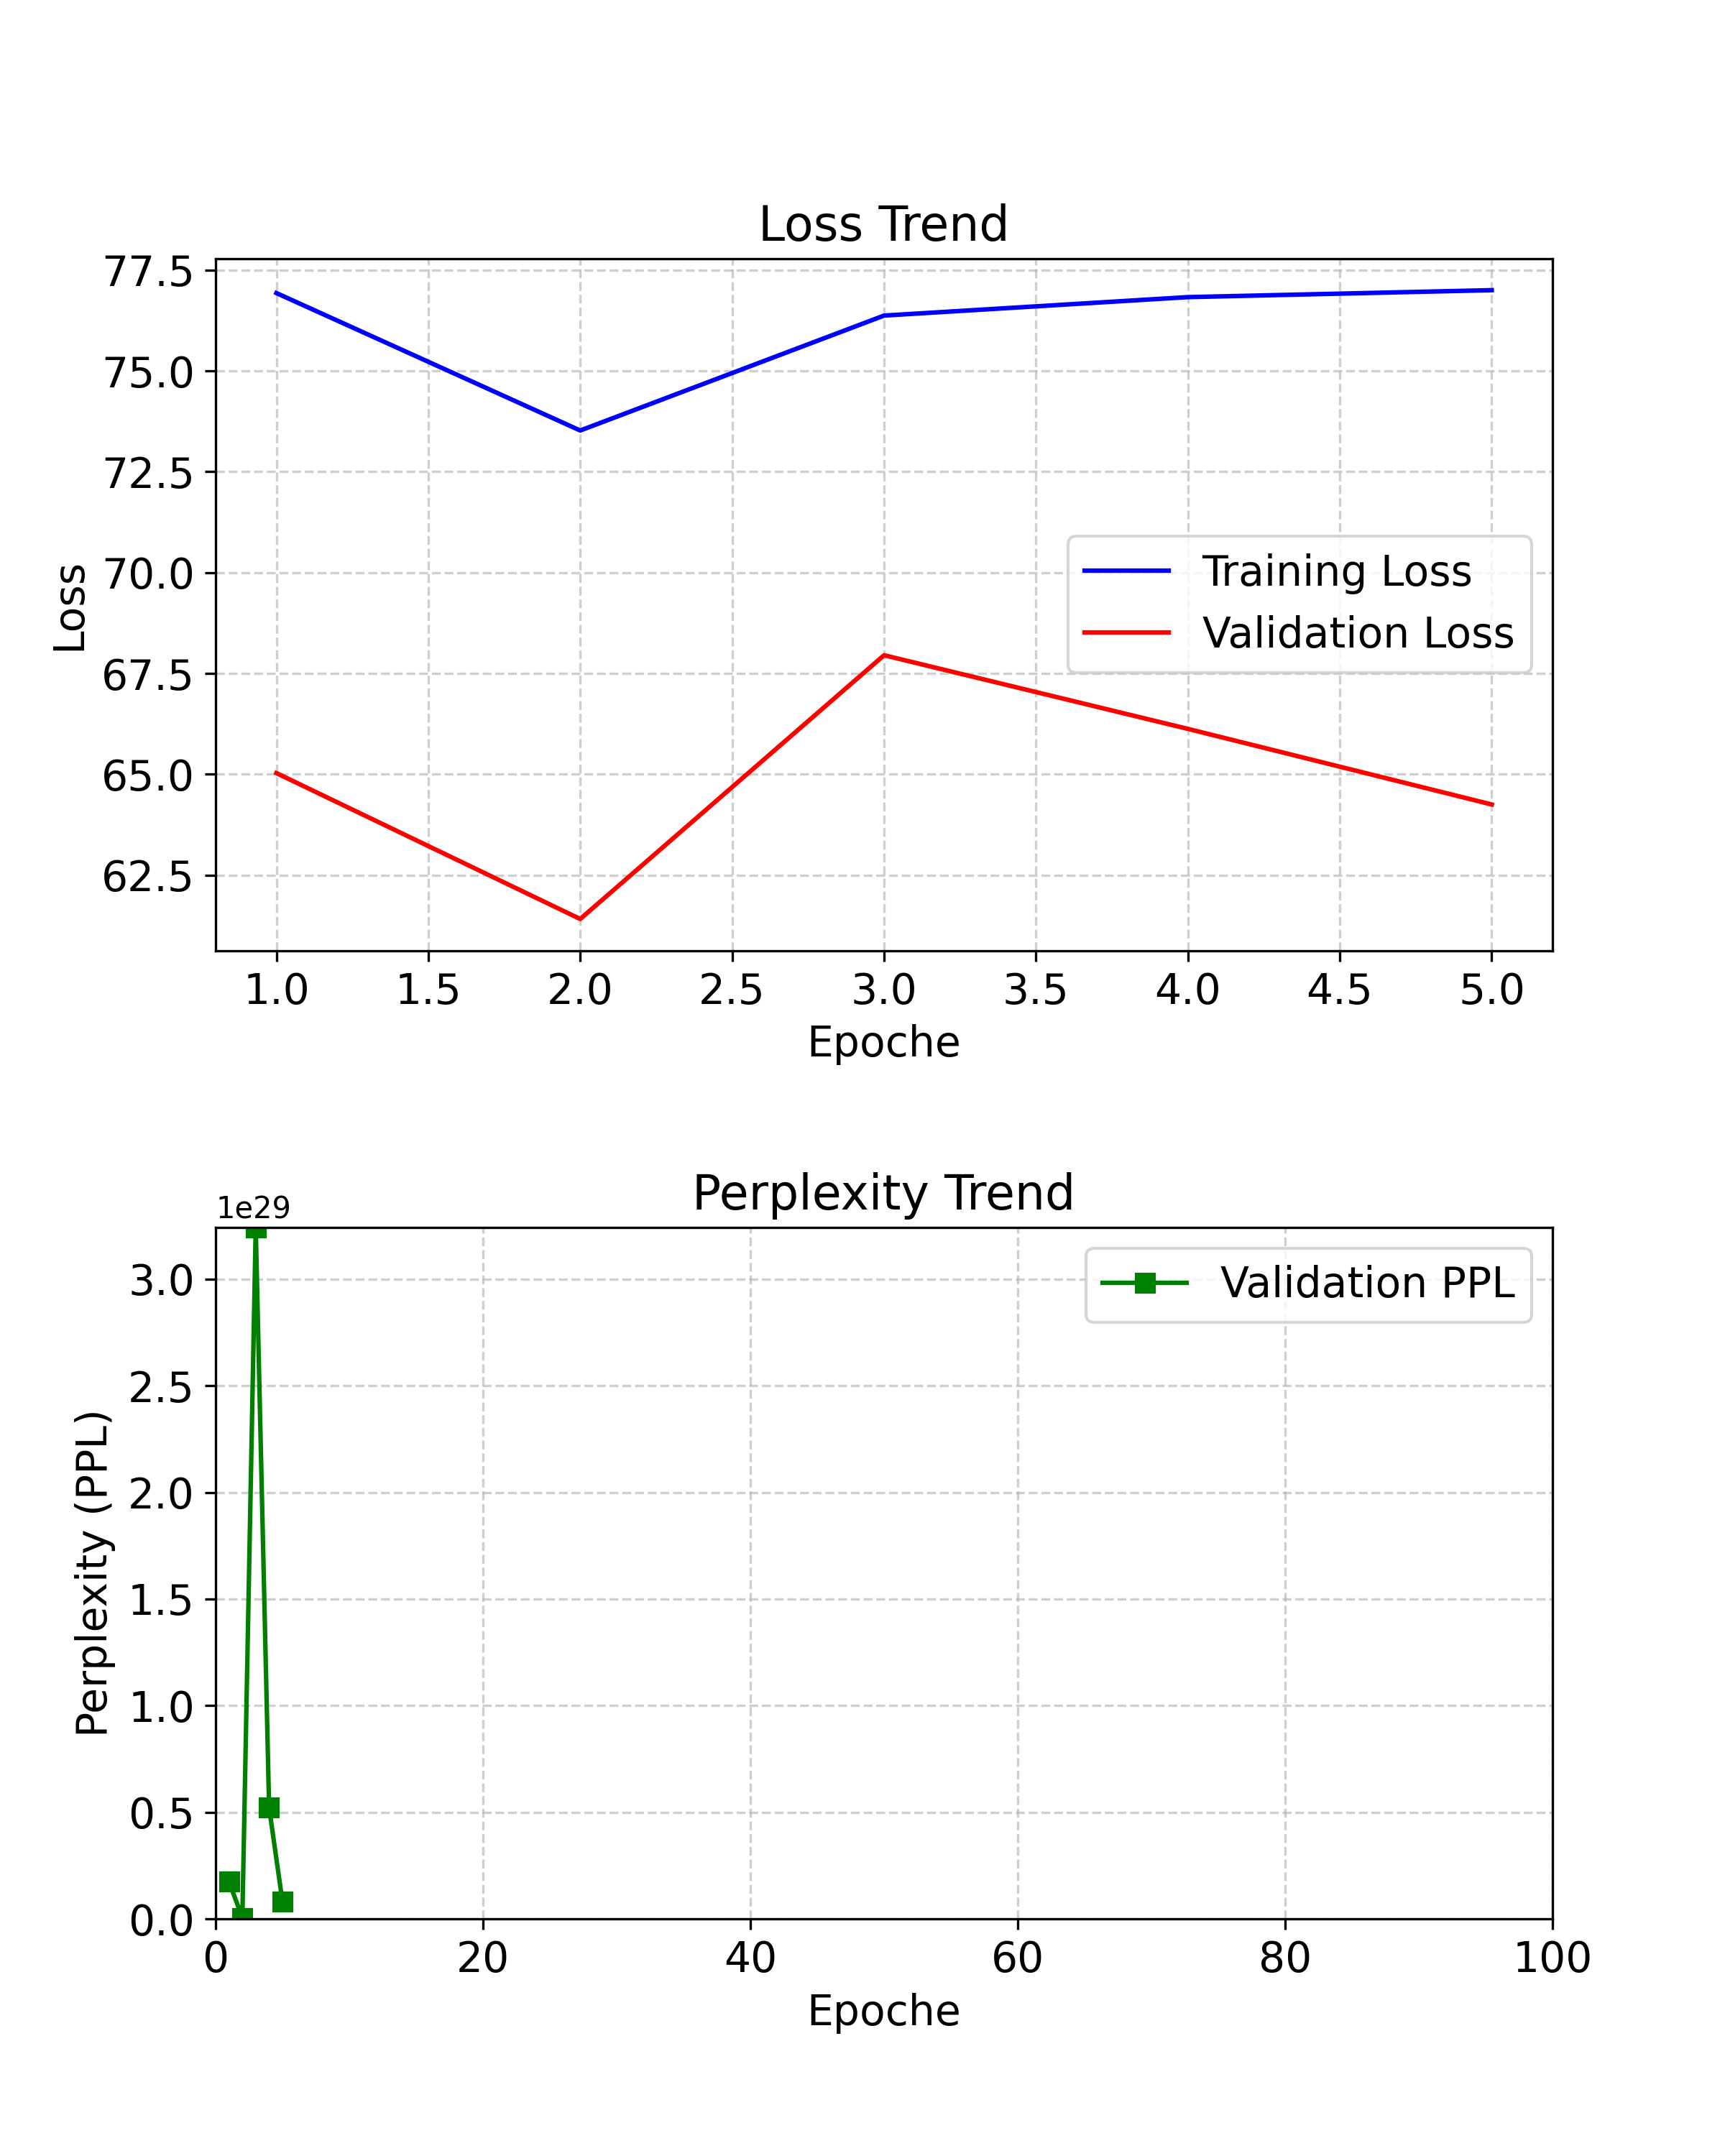 Loss Trend
77.5
75.0
72.5
70.0
67.5
65.0
62.5
Loss
Training Loss
Validation Loss
1.0 1.5 2.0 2.5 3.0 3.5 4.0 4.5 5.0
Epoche
Perplexity Trend
1e29
3.0
2.5
2.0
1.5
1.0
0.5
0.0
Perplexity (PPL)
Validation PPL
0 20 40 60 80 100
Epoche